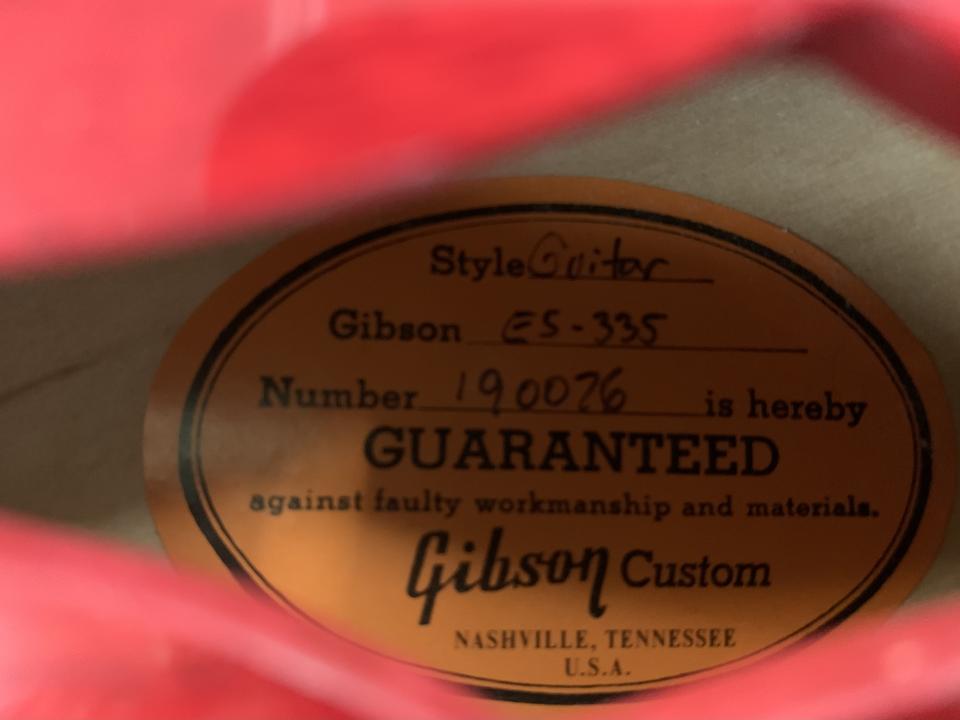 Style Guitar
Gibson ES-335
Number 190076 is hereby
GUARANTEED
against faulty workmanship and materials.
Gibson Custom
NASHVILLE, TENNESSEE
U.S.A.